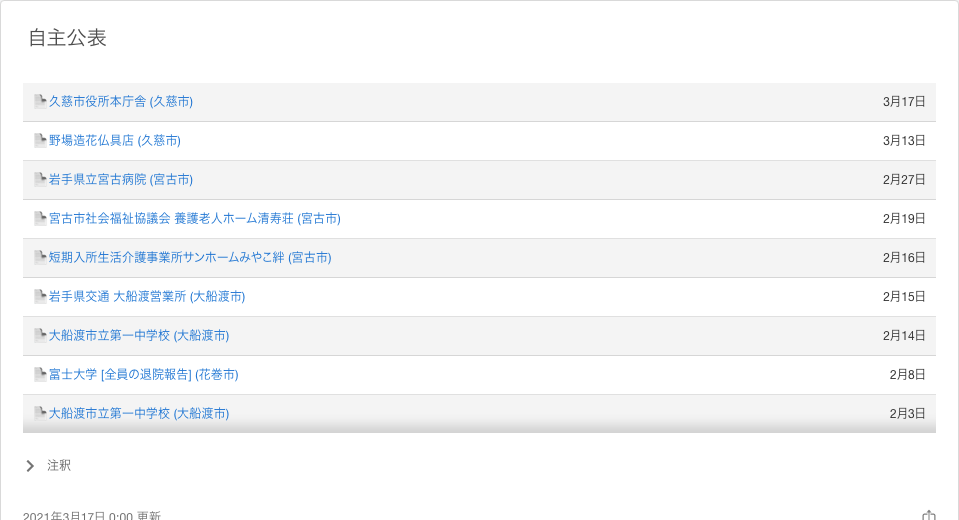 自主公表
久慈市役所本庁舎 (久慈市) 3月17日
野場造花仏具店 (久慈市) 3月13日
岩手県立宮古病院 (宮古市) 2月27日
宮古市社会福祉協議会 養護老人ホーム清寿荘 (宮古市) 2月19日
短期入所生活介護事業所サンホームみやこ絆 (宮古市) 2月16日
岩手県交通 大船渡営業所 (大船渡市) 2月15日
大船渡市立第一中学校 (大船渡市) 2月14日
富士大学 [全員の退院報告] (花巻市) 2月8日
大船渡市立第一中学校 (大船渡市) 2月3日
注釈
2021年3月17日 0:00 更新